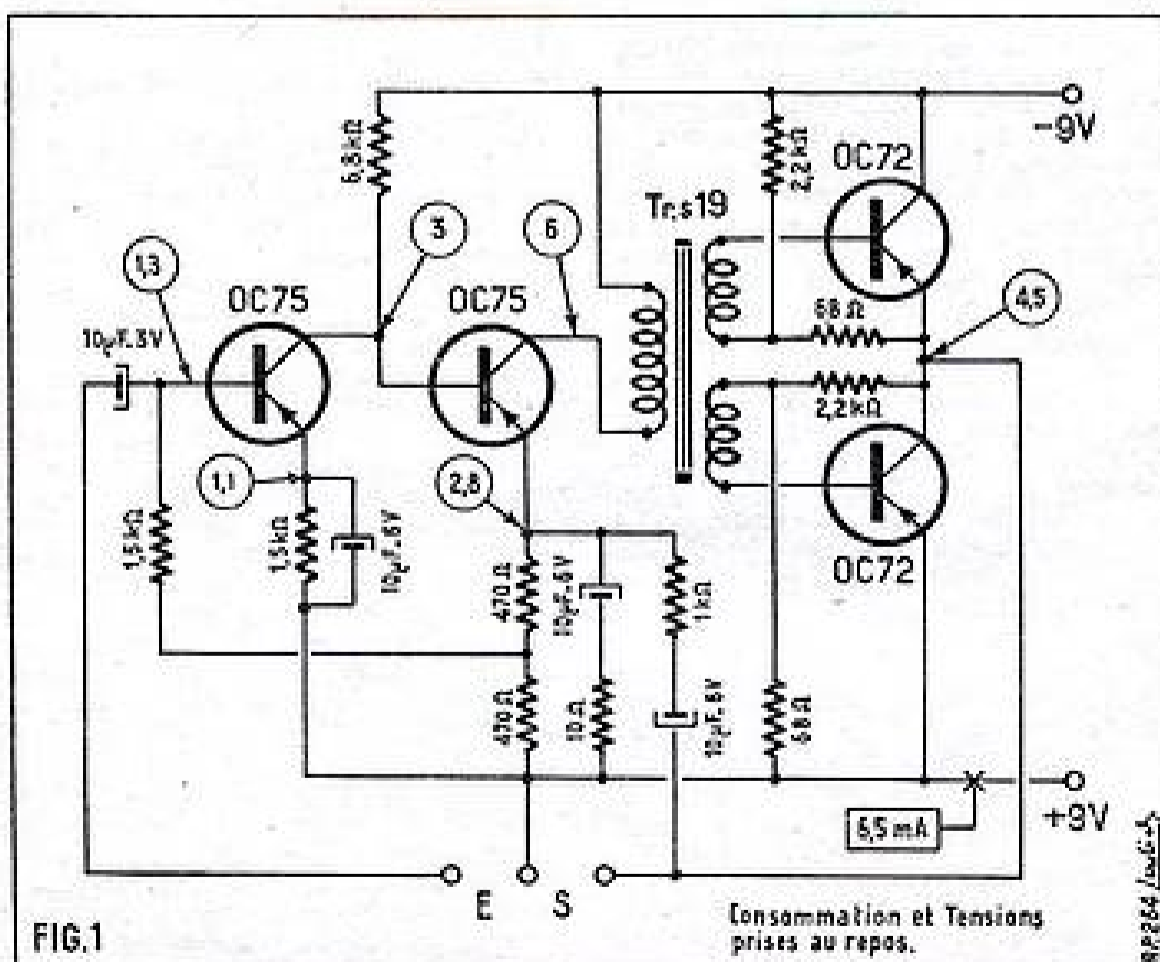 -9V
6,8kΩ
2,2kΩ
OC72
Tr.s19
3
6
1,3
OC75
OC75
68Ω
4,5
10µF.3V
2,2kΩ
1,1
2,8
OC72
1,5kΩ
1,5kΩ
10µF.6V
470Ω
10µF.6V
1kΩ
470Ω
10Ω
10µF.6V
68Ω
6,5mA
+9V
E S
FIG.1
Consommation et Tensions
prises au repos.